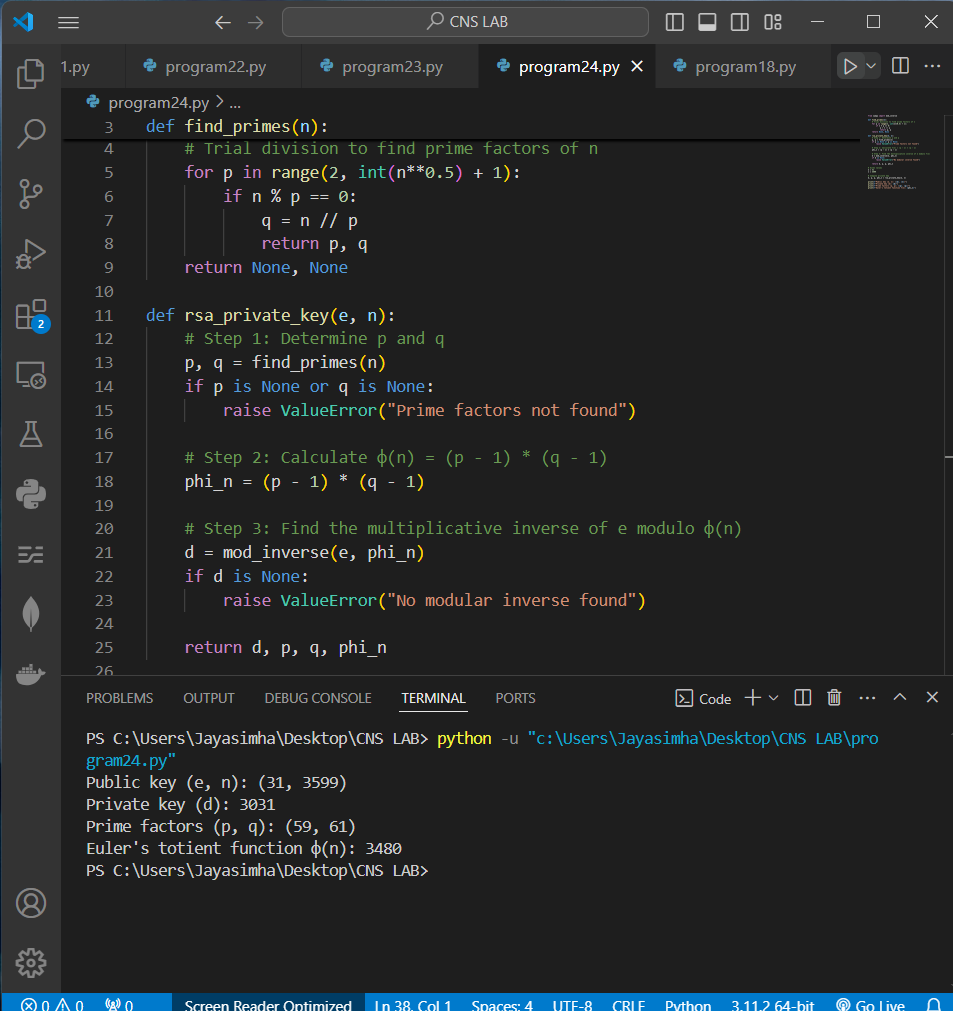 CNS LAB
1.py program22.py program23.py program24.py program18.py
program24.py > ...
3 def find_primes(n):
4 # Trial division to find prime factors of n
5 for p in range(2, int(n**0.5) + 1):
6 if n % p == 0:
7 q = n // p
8 return p, q
9 return None, None
10
11 def rsa_private_key(e, n):
12 # Step 1: Determine p and q
13 p, q = find_primes(n)
14 if p is None or q is None:
15 raise ValueError("Prime factors not found")
16
17 # Step 2: Calculate ϕ(n) = (p - 1) * (q - 1)
18 phi_n = (p - 1) * (q - 1)
19
20 # Step 3: Find the multiplicative inverse of e modulo ϕ(n)
21 d = mod_inverse(e, phi_n)
22 if d is None:
23 raise ValueError("No modular inverse found")
24
25 return d, p, q, phi_n
26
2
PROBLEMS OUTPUT DEBUG CONSOLE TERMINAL PORTS Code
PS C:\Users\Jayasimha\Desktop\CNS LAB> python -u "c:\Users\Jayasimha\Desktop\CNS LAB\pro
gram24.py"
Public key (e, n): (31, 3599)
Private key (d): 3031
Prime factors (p, q): (59, 61)
Euler's totient function ϕ(n): 3480
PS C:\Users\Jayasimha\Desktop\CNS LAB>
0 0 0 Screen Reader Optimized Ln 38, Col 1 Spaces: 4 UTF-8 CRLF Python 3.11.2 64-bit Go Live